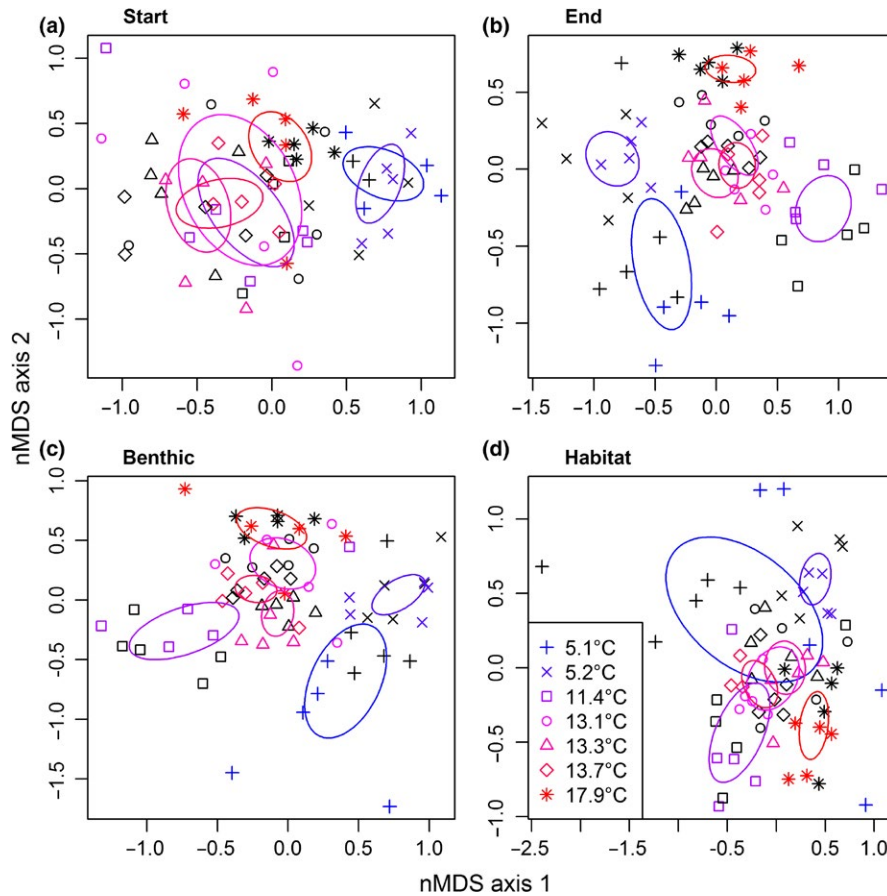 (a) Start
(b) End
1.0
0.5
0.0
−0.5
−1.0
0.5
0.0
−0.5
−1.0
−1.0 −0.5 0.0 0.5 1.0
−1.5 −1.0 −0.5 0.0 0.5 1.0
nMDS axis 2
(c) Benthic
(d) Habitat
1.0
0.5
0.0
−0.5
−1.0
−1.5
1.0
0.5
0.0
−0.5
−1.0
5.1°C
5.2°C
11.4°C
13.1°C
13.3°C
13.7°C
17.9°C
−1.0 −0.5 0.0 0.5 1.0
−2.5 −1.5 −0.5 0.0 0.5 1.0
nMDS axis 1